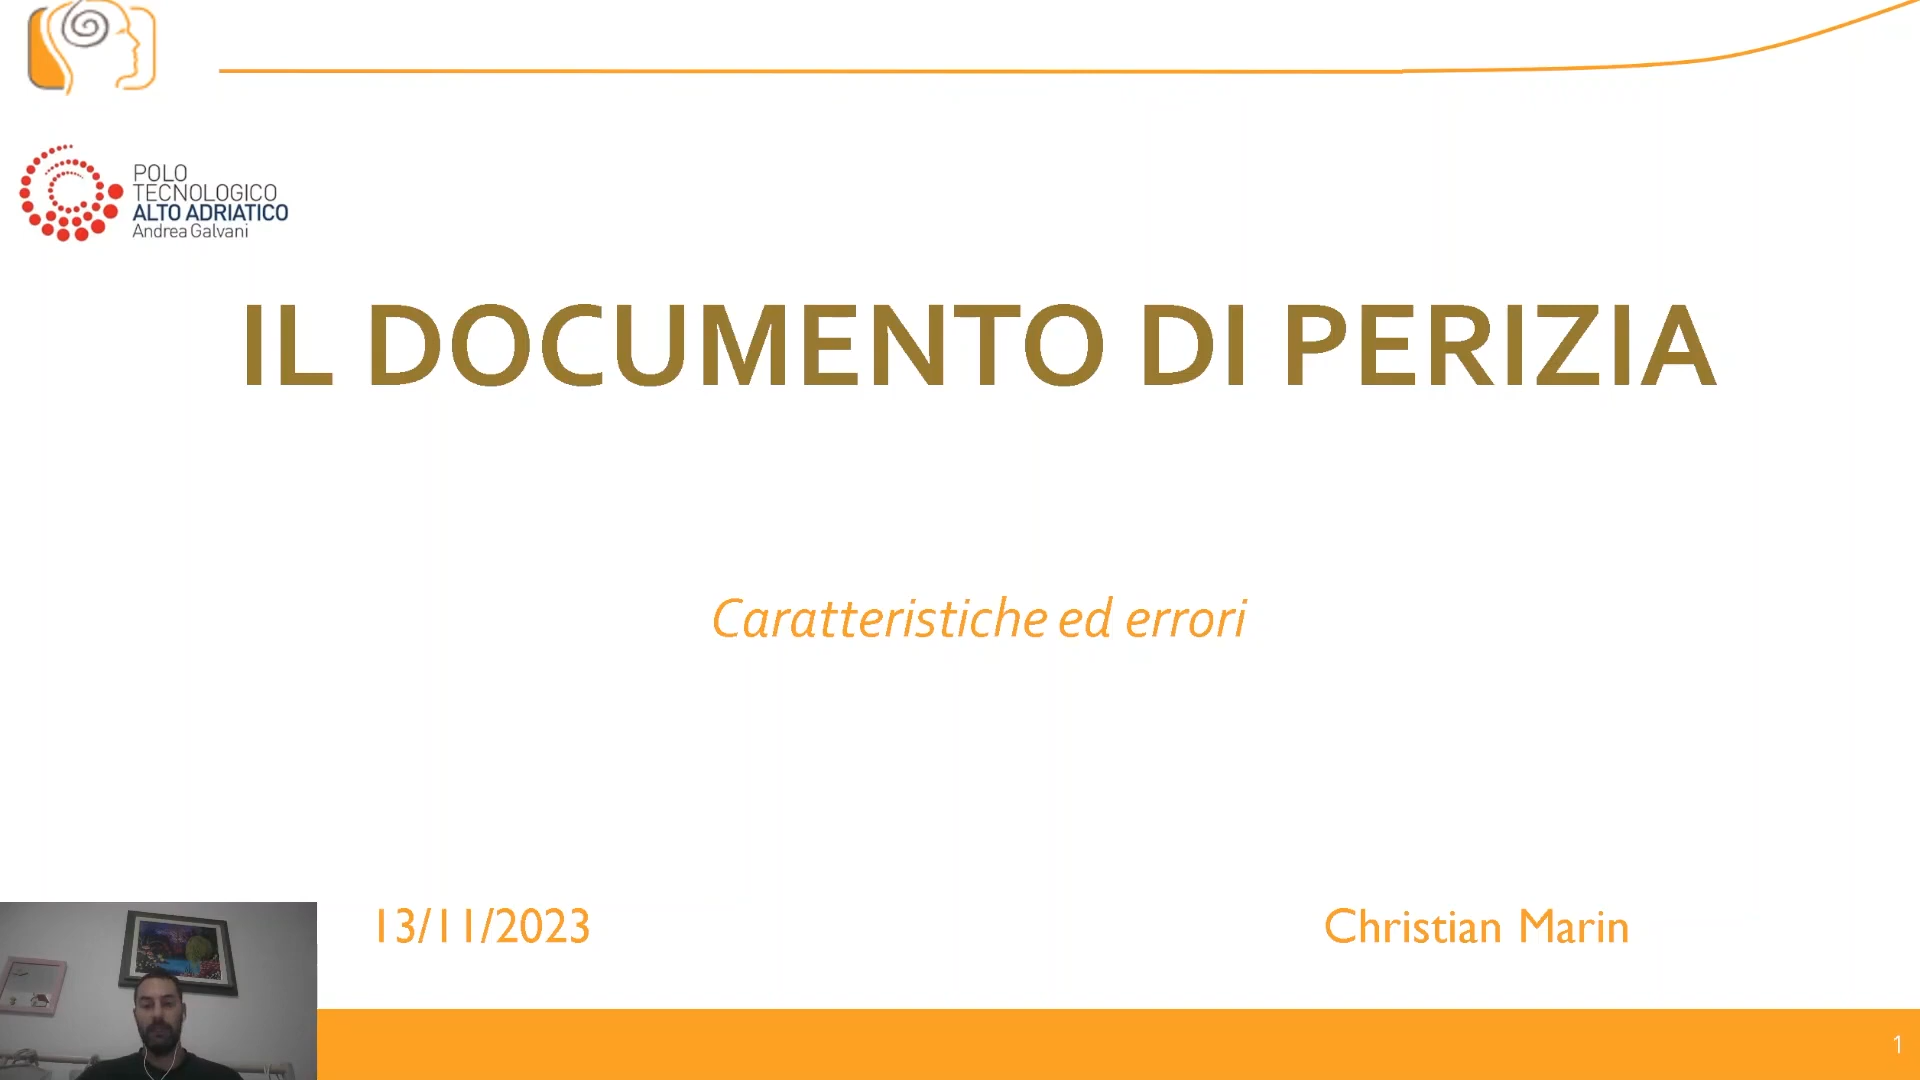 POLO
TECNOLOGICO
ALTO ADRIATICO
Andrea Galvani
IL DOCUMENTO DI PERIZIA
Caratteristiche ed errori
13/11/2023
Christian Marin
1